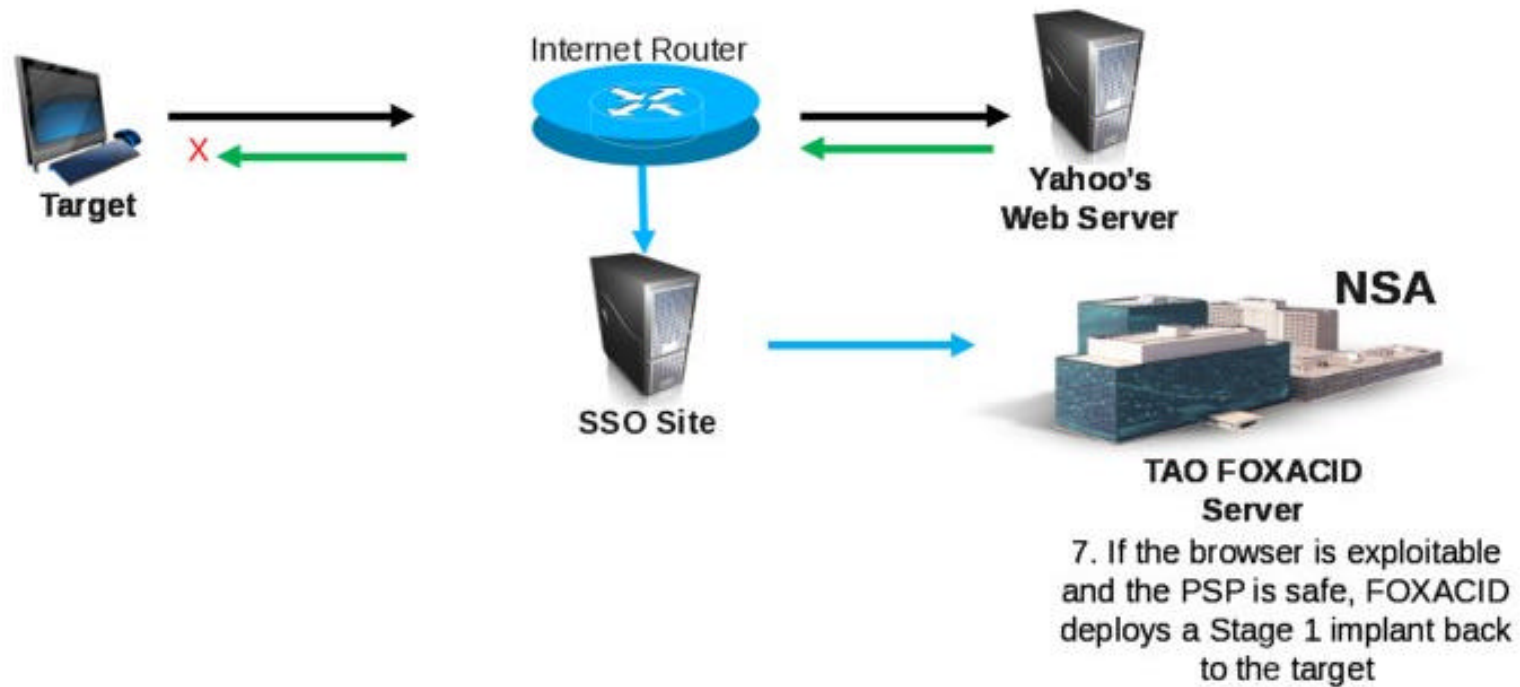 Internet Router
X
Target
Yahoo's
Web Server
SSO Site
NSA
TAO FOXACID
Server
7. If the browser is exploitable
and the PSP is safe, FOXACID
deploys a Stage 1 implant back
to the target